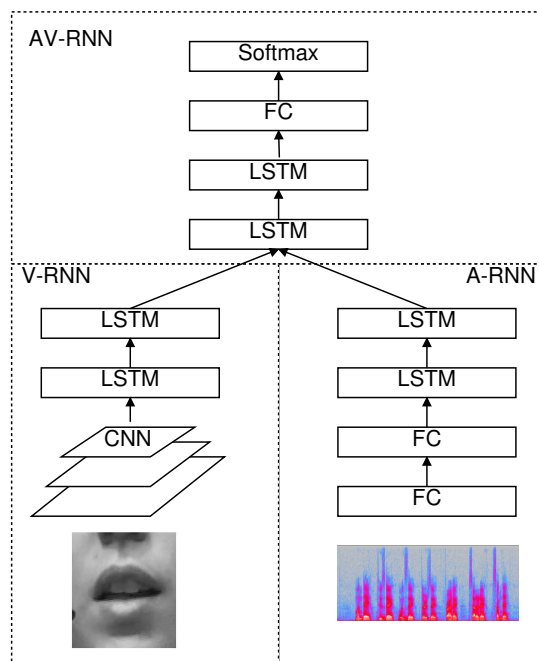 AV-RNN
Softmax
FC
LSTM
LSTM
V-RNN
A-RNN
LSTM
LSTM
CNN
LSTM
LSTM
FC
FC